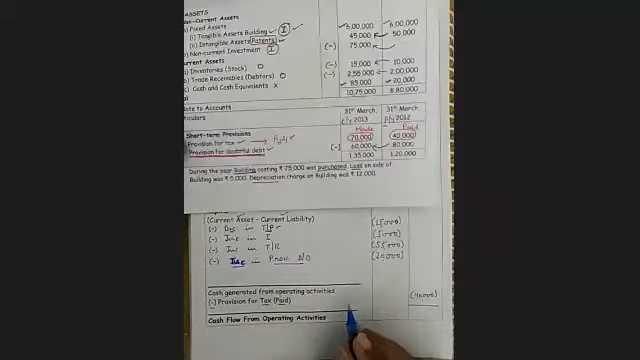 ASSETS
Non-Current Assets
Fixed Assets
(i) Tangible Assets Building (I) ✓ 6,00,000 6,00,000
(ii) Intangible Assets Patents ✓ 45,000 50,000
Non-current Investment (I) (-) 75,000
Current Assets
Inventories (Stock) O (-) 15,000 10,000
Trade Receivables (Debtors) O (-) 2,55,000 2,00,000
Cash and Cash Equivalents x 85,000 20,000
10,75,000 8,80,000
Note to Accounts
Particulars 31st March, 2013 31st March, 2012
Short-term Provisions Made Paid
Provision for tax Adj 70,000 40,000
Provision for doubtful debt (-) 60,000 80,000
1,35,000 1,20,000
During the year Building costing ₹ 75,000 was purchased. Loss on sale of
Building was ₹ 5,000. Depreciation charge on Building was ₹ 12,000.
(Current Asset - Current Liability)
(-) Dec in T/P (25000)
(-) Inc in I (5000)
(-) Inc in T/R (55000)
(-) in Prov. D/D (20000)
Cash generated from operating activities
(-) Provision for Tax (Paid) (40000)
Cash Flow From Operating Activities